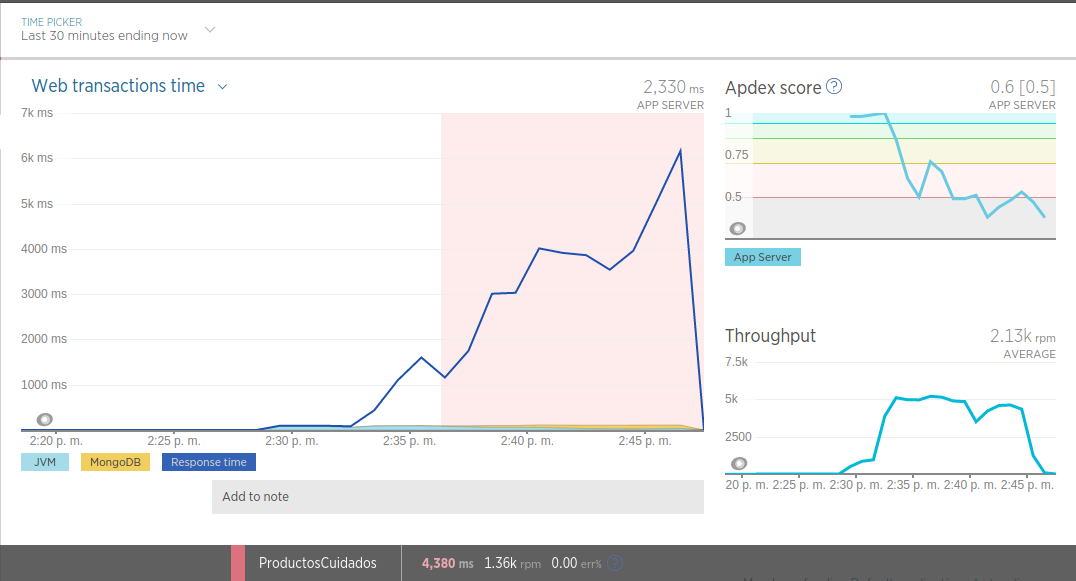 TIME PICKER
Last 30 minutes ending now
Web transactions time
2,330 ms
APP SERVER
7k ms
6k ms
5k ms
4000 ms
3000 ms
2000 ms
1000 ms
2:20 p. m. 2:25 p. m. 2:30 p. m. 2:35 p. m. 2:40 p. m. 2:45 p. m.
JVM MongoDB Response time
Add to note
Apdex score ?
0.6 [0.5]
APP SERVER
1
0.75
0.5
App Server
Throughput
2.13k rpm
AVERAGE
7.5k
5k
2500
20 p. m. 2:25 p. m. 2:30 p. m. 2:35 p. m. 2:40 p. m. 2:45 p. m.
ProductosCuidados 4,380 ms 1.36k rpm 0.00 err% ?